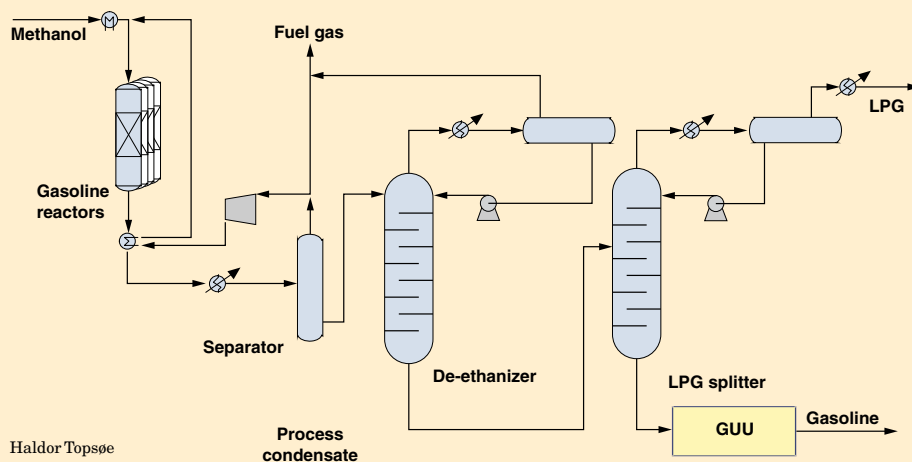 Methanol
Fuel gas
LPG
Gasoline
reactors
Separator
De-ethanizer
LPG splitter
GUU
Gasoline
Process
condensate
Haldor Topsøe